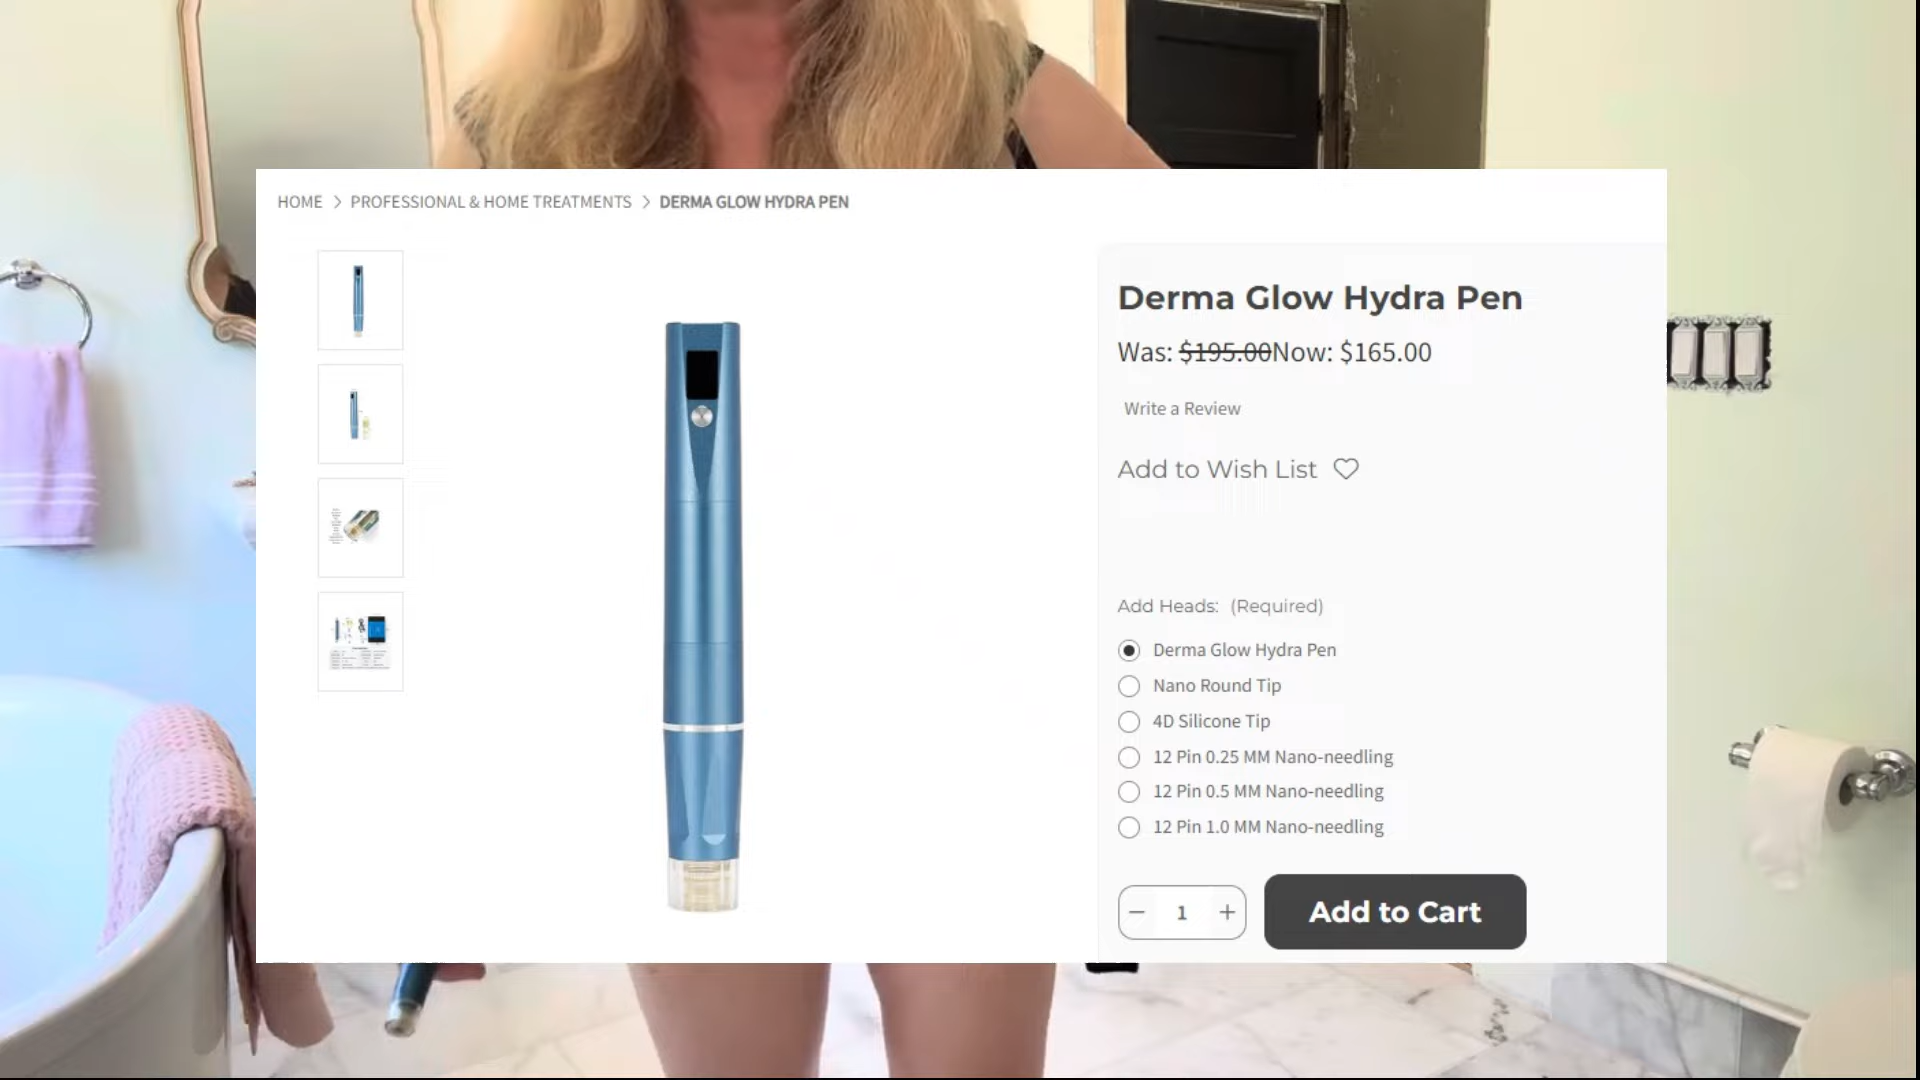 HOME > PROFESSIONAL & HOME TREATMENTS > DERMA GLOW HYDRA PEN
Derma Glow Hydra Pen
Was: $195.00Now: $165.00
Write a Review
Add to Wish List
Add Heads: (Required)
Derma Glow Hydra Pen
Nano Round Tip
4D Silicone Tip
12 Pin 0.25 MM Nano-needling
12 Pin 0.5 MM Nano-needling
12 Pin 1.0 MM Nano-needling
1
Add to Cart